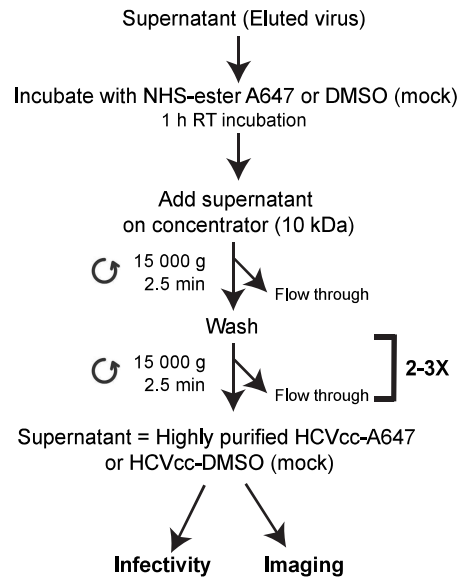 Supernatant (Eluted virus)
Incubate with NHS-ester A647 or DMSO (mock)
1 h RT incubation
Add supernatant
on concentrator (10 kDa)
15 000 g
2.5 min
Flow through
Wash
15 000 g
2.5 min
Flow through
2-3X
Supernatant = Highly purified HCVcc-A647
or HCVcc-DMSO (mock)
Infectivity
Imaging